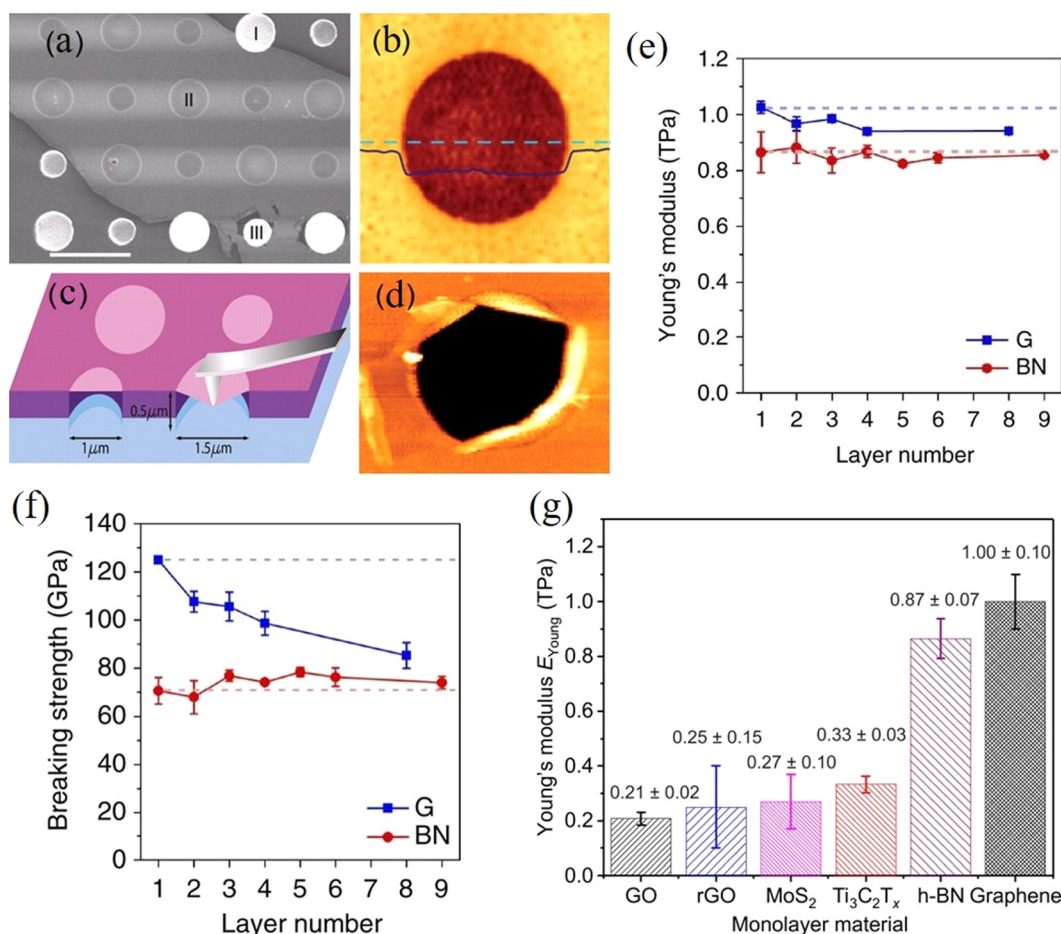 (a)
I
II
III
(b)
(c)
0.5μm
1μm
1.5μm
(d)
(e)
1.2
1.0
0.8
0.6
0.4
0.2
0.0
Young's modulus (TPa)
G
BN
1 2 3 4 5 6 7 8 9
Layer number
(f)
140
120
100
80
60
40
20
0
Breaking strength (GPa)
G
BN
1 2 3 4 5 6 7 8 9
Layer number
(g)
1.2
1.0
0.8
0.6
0.4
0.2
0.0
Young's modulus E_Young (TPa)
0.21 ± 0.02
0.25 ± 0.15
0.27 ± 0.10
0.33 ± 0.03
0.87 ± 0.07
1.00 ± 0.10
GO rGO MoS₂ Ti₃C₂Tₓ h-BN Graphene
Monolayer material